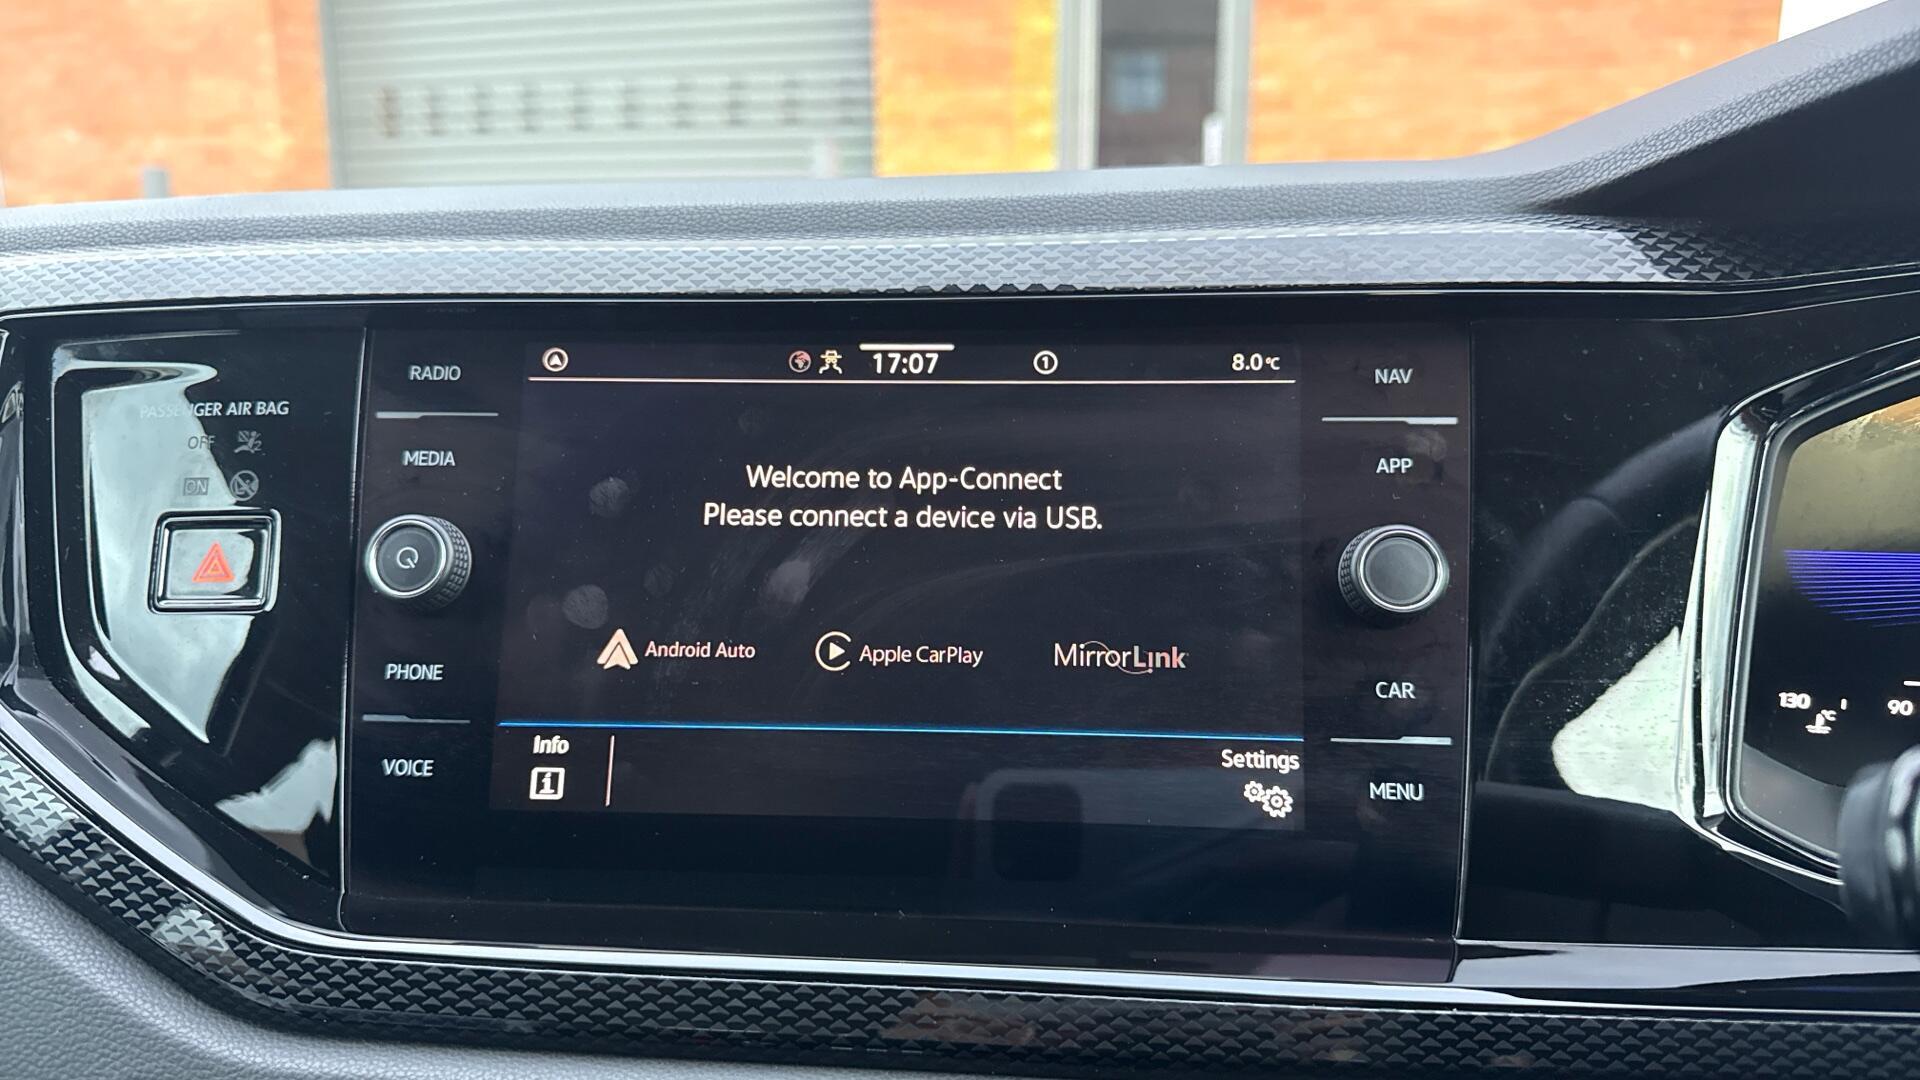 PASSENGER AIR BAG
OFF
ON
RADIO
MEDIA
PHONE
VOICE
17:07
1
8.0°C
Welcome to App-Connect
Please connect a device via USB.
Android Auto
Apple CarPlay
MirrorLink
Info
i
Settings
NAV
APP
CAR
MENU
130
°C
90